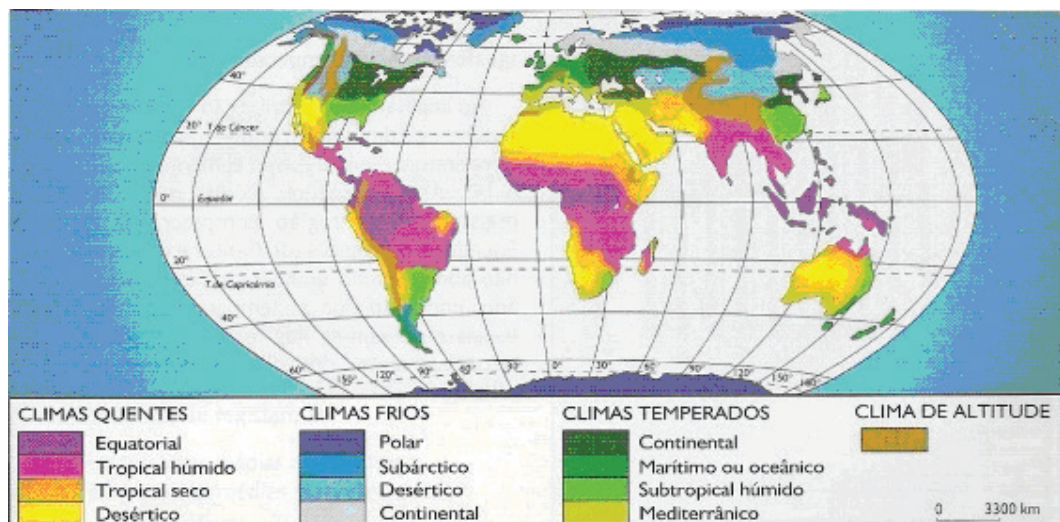 40°
20°
T. de Câncer
0°
Equador
20°
T. de Capricórnio
40°
60°
150°
120°
90°
60°
30°
0°
30°
60°
90°
120°
CLIMAS QUENTES
Equatorial
Tropical húmido
Tropical seco
Desértico
CLIMAS FRIOS
Polar
Subárctico
Desértico
Continental
CLIMAS TEMPERADOS
Continental
Marítimo ou oceânico
Subtropical húmido
Mediterrânico
CLIMA DE ALTITUDE
0 3300 km